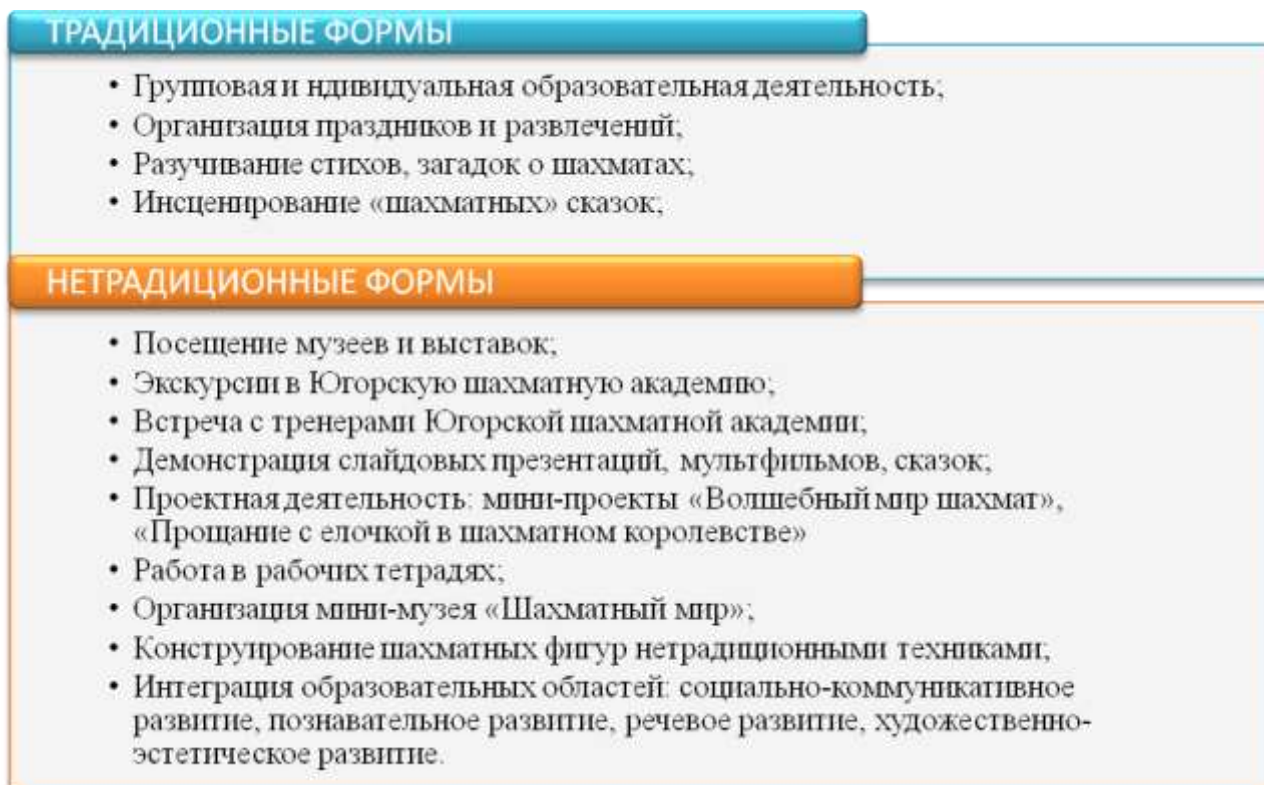 ТРАДИЦИОННЫЕ ФОРМЫ
• Групповая и ндивидуальная образовательная деятельность;
• Организация праздников и развлечений;
• Разучивание стихов, загадок о шахматах;
• Инсценирование «шахматных» сказок;
НЕТРАДИЦИОННЫЕ ФОРМЫ
• Посещение музеев и выставок;
• Экскурсии в Югорскую шахматную академию;
• Встреча с тренерами Югорской шахматной академии;
• Демонстрация слайдовых презентаций, мультфильмов, сказок;
• Проектная деятельность: мини-проекты «Волшебный мир шахмат»,
«Прощание с елочкой в шахматном королевстве»
• Работа в рабочих тетрадях;
• Организация мини-музея «Шахматный мир»;
• Конструирование шахматных фигур нетрадиционными техниками;
• Интеграция образовательных областей: социально-коммуникативное
развитие, познавательное развитие, речевое развитие, художественно-
эстетическое развитие.